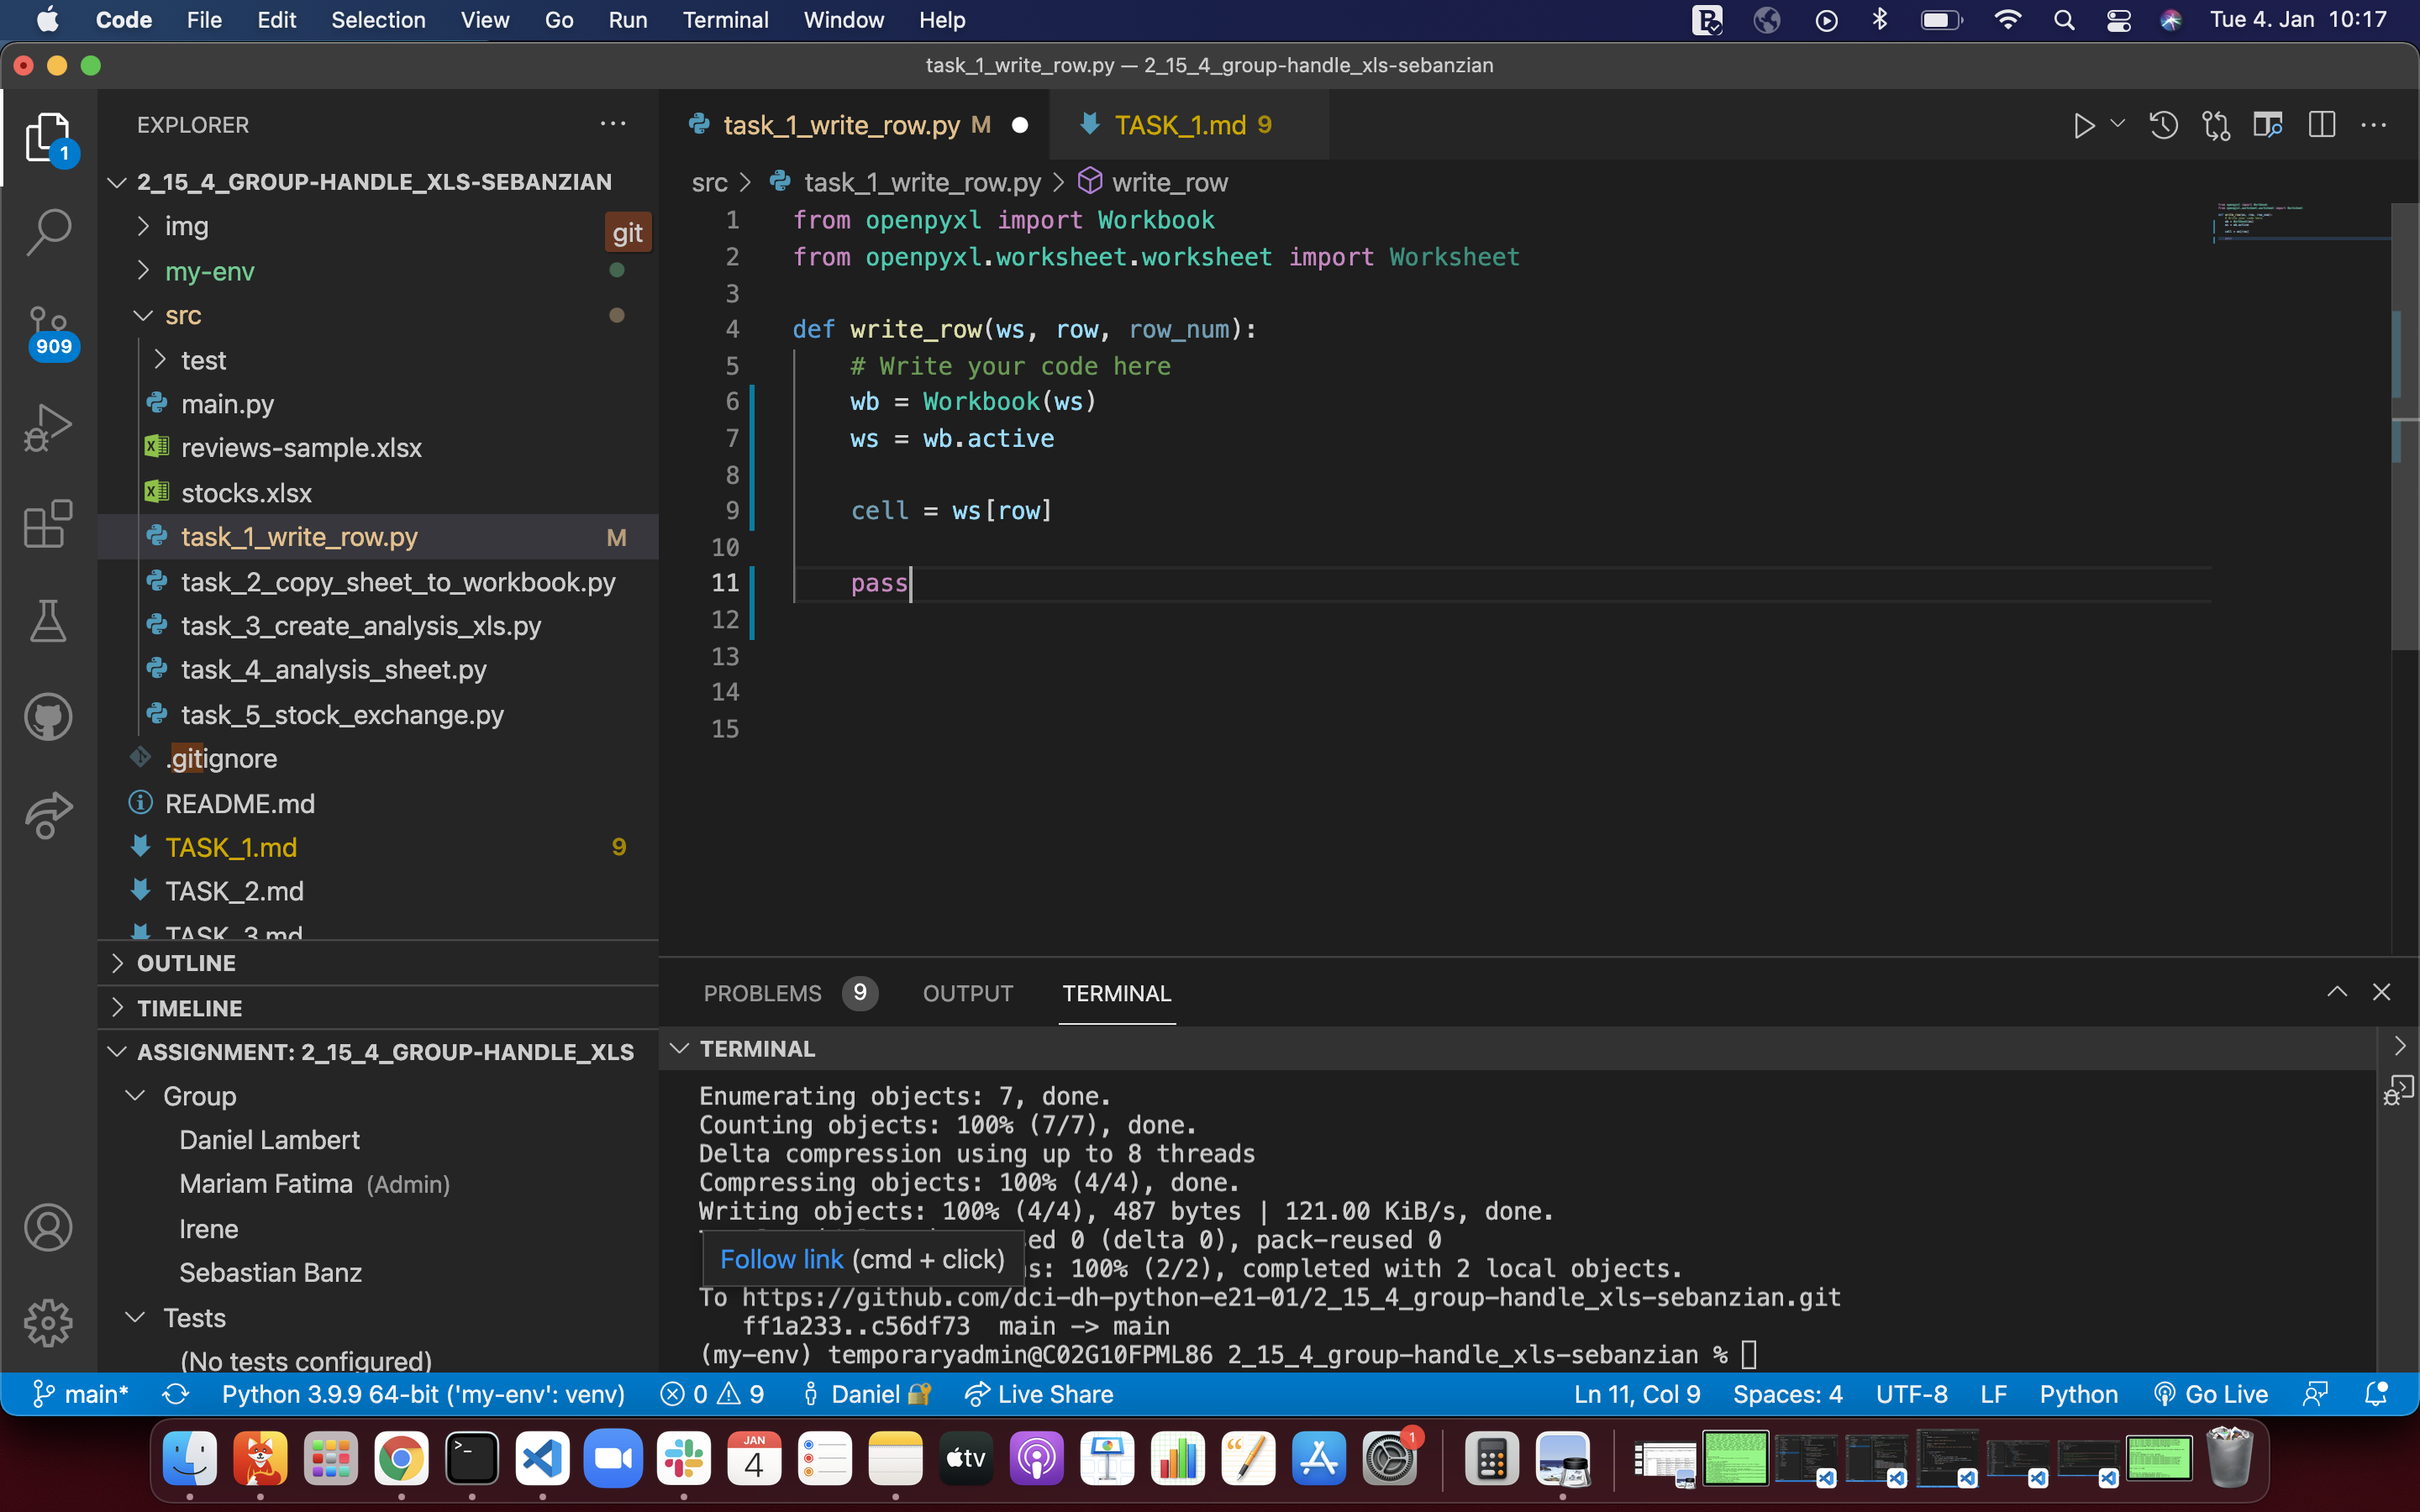 Code File Edit Selection View Go Run Terminal Window Help Tue 4. Jan 10:17
task_1_write_row.py — 2_15_4_group-handle_xls-sebanzian
EXPLORER
2_15_4_GROUP-HANDLE_XLS-SEBANZIAN
img
git
my-env
src
test
main.py
reviews-sample.xlsx
stocks.xlsx
task_1_write_row.py M
task_2_copy_sheet_to_workbook.py
task_3_create_analysis_xls.py
task_4_analysis_sheet.py
task_5_stock_exchange.py
.gitignore
README.md
TASK_1.md 9
TASK_2.md
TASK_3.md
OUTLINE
TIMELINE
ASSIGNMENT: 2_15_4_GROUP-HANDLE_XLS
Group
Daniel Lambert
Mariam Fatima (Admin)
Irene
Sebastian Banz
Tests
(No tests configured)
1
909
task_1_write_row.py M
TASK_1.md 9
src > task_1_write_row.py > write_row
1 from openpyxl import Workbook
2 from openpyxl.worksheet.worksheet import Worksheet
3
4 def write_row(ws, row, row_num):
5 # Write your code here
6 wb = Workbook(ws)
7 ws = wb.active
8
9 cell = ws[row]
10
11 pass
12
13
14
15
PROBLEMS 9 OUTPUT TERMINAL
TERMINAL
Enumerating objects: 7, done.
Counting objects: 100% (7/7), done.
Delta compression using up to 8 threads
Compressing objects: 100% (4/4), done.
Writing objects: 100% (4/4), 487 bytes | 121.00 KiB/s, done.
ed 0 (delta 0), pack-reused 0
Follow link (cmd + click)
s: 100% (2/2), completed with 2 local objects.
To https://github.com/dci-dh-python-e21-01/2_15_4_group-handle_xls-sebanzian.git
ff1a233..c56df73 main -> main
(my-env) temporaryadmin@C02G10FPML86 2_15_4_group-handle_xls-sebanzian %
main* Python 3.9.9 64-bit ('my-env': venv) 0 9 Daniel Live Share Ln 11, Col 9 Spaces: 4 UTF-8 LF Python Go Live
JAN
4
tv
1